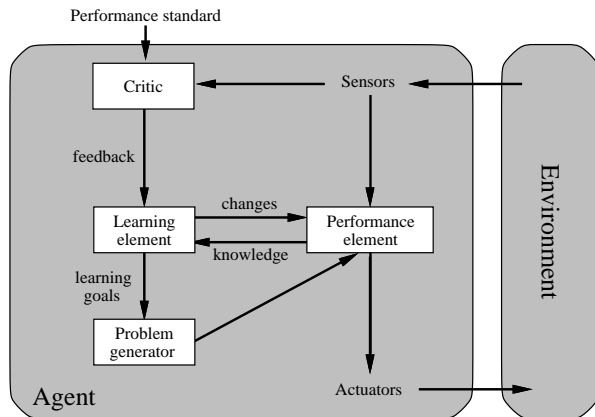 Performance standard
Critic
Sensors
feedback
changes
Learning
element
Performance
element
knowledge
learning
goals
Problem
generator
Agent
Actuators
Environment